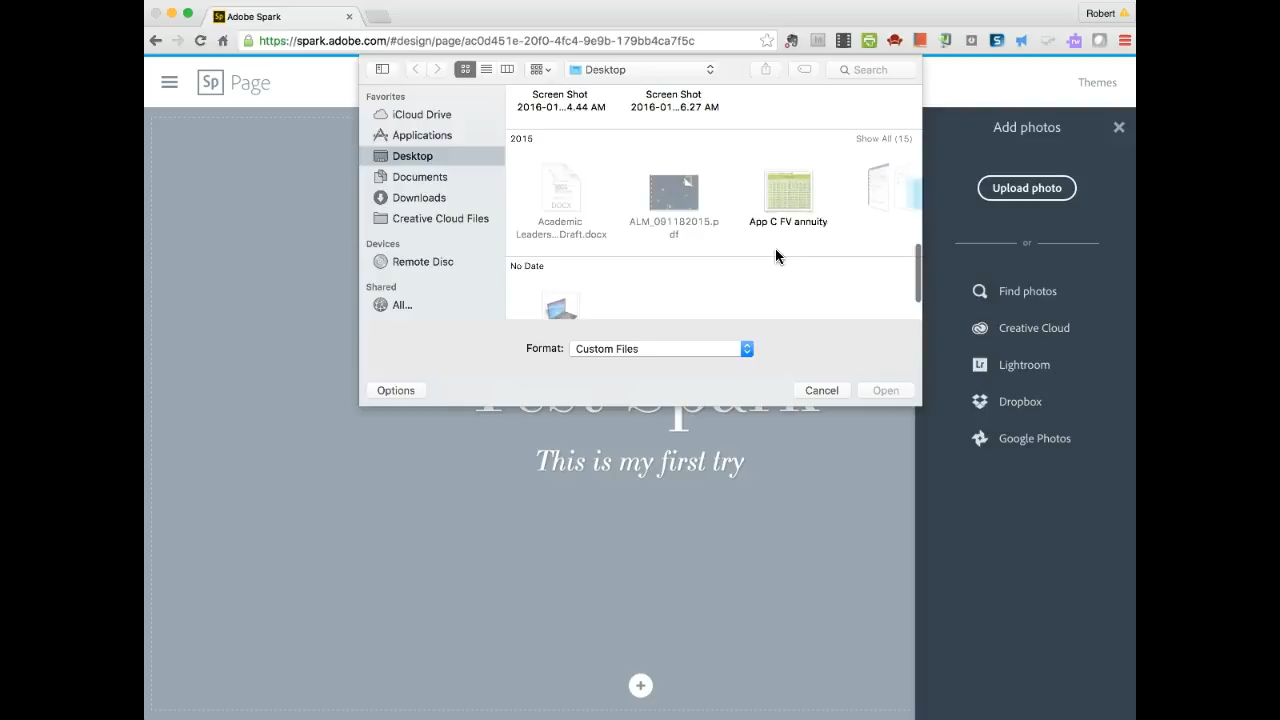 Adobe Spark
Robert
https://spark.adobe.com/#design/page/ac0d451e-20f0-4fc4-9e9b-179bb4ca7f5c
Sp Page
Themes
Desktop
Search
Favorites
iCloud Drive
Applications
Desktop
Documents
Downloads
Creative Cloud Files
Devices
Remote Disc
Shared
All...
Screen Shot
2016-01...4.44 AM
Screen Shot
2016-01...6.27 AM
2015
Show All (15)
DOCX
Academic
Leaders...Draft.docx
ALM_091182015.p
df
App C FV annuity
No Date
Format: Custom Files
Options
Cancel
Open
Test Spark
This is my first try
Add photos
Upload photo
or
Find photos
Creative Cloud
Lr Lightroom
Dropbox
Google Photos